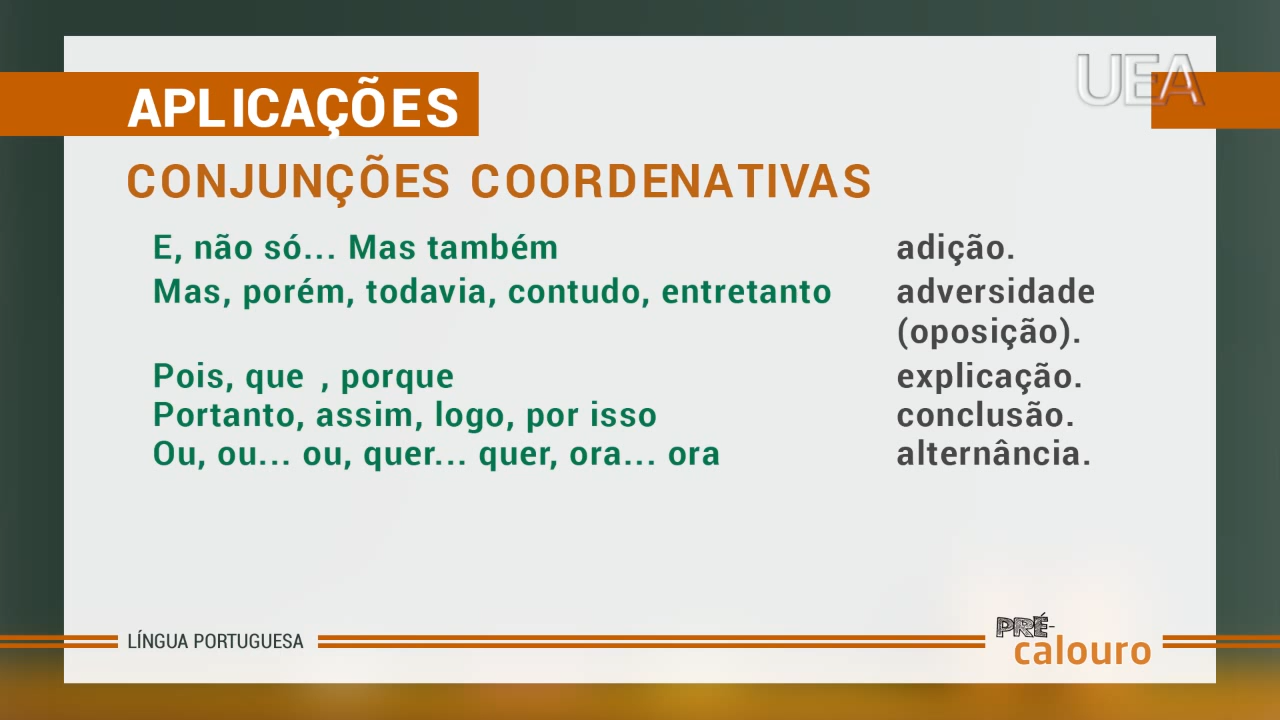 UEA
APLICAÇÕES
CONJUNÇÕES COORDENATIVAS
E, não só... Mas também adição.
Mas, porém, todavia, contudo, entretanto adversidade
(oposição).
Pois, que , porque explicação.
Portanto, assim, logo, por isso conclusão.
Ou, ou... ou, quer... quer, ora... ora alternância.
LÍNGUA PORTUGUESA
PRÉ-
calouro